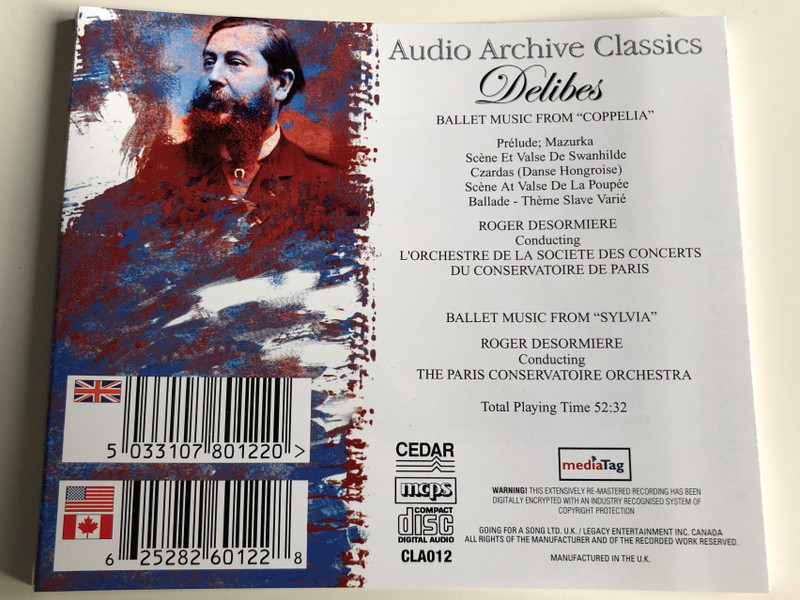 Audio Archive Classics
Delibes
BALLET MUSIC FROM “COPPELIA”
Prélude; Mazurka
Scène Et Valse De Swanhilde
Czardas (Danse Hongroise)
Scène At Valse De La Poupée
Ballade - Thème Slave Varié
ROGER DESORMIERE
Conducting
L'ORCHESTRE DE LA SOCIETE DES CONCERTS
DU CONSERVATOIRE DE PARIS
BALLET MUSIC FROM “SYLVIA”
ROGER DESORMIERE
Conducting
THE PARIS CONSERVATOIRE ORCHESTRA
Total Playing Time 52:32
5 033107 801220 >
6 25282 60122 8
CEDAR
mcps
COMPACT
disc
DIGITAL AUDIO
CLA012
mediaTag
WARNING! THIS EXTENSIVELY RE-MASTERED RECORDING HAS BEEN
DIGITALLY ENCRYPTED WITH AN INDUSTRY RECOGNISED SYSTEM OF
COPYRIGHT PROTECTION
GOING FOR A SONG LTD. U.K. / LEGACY ENTERTAINMENT INC. CANADA
ALL RIGHTS OF THE MANUFACTURER AND OF THE RECORDED WORK RESERVED.
MANUFACTURED IN THE U.K.